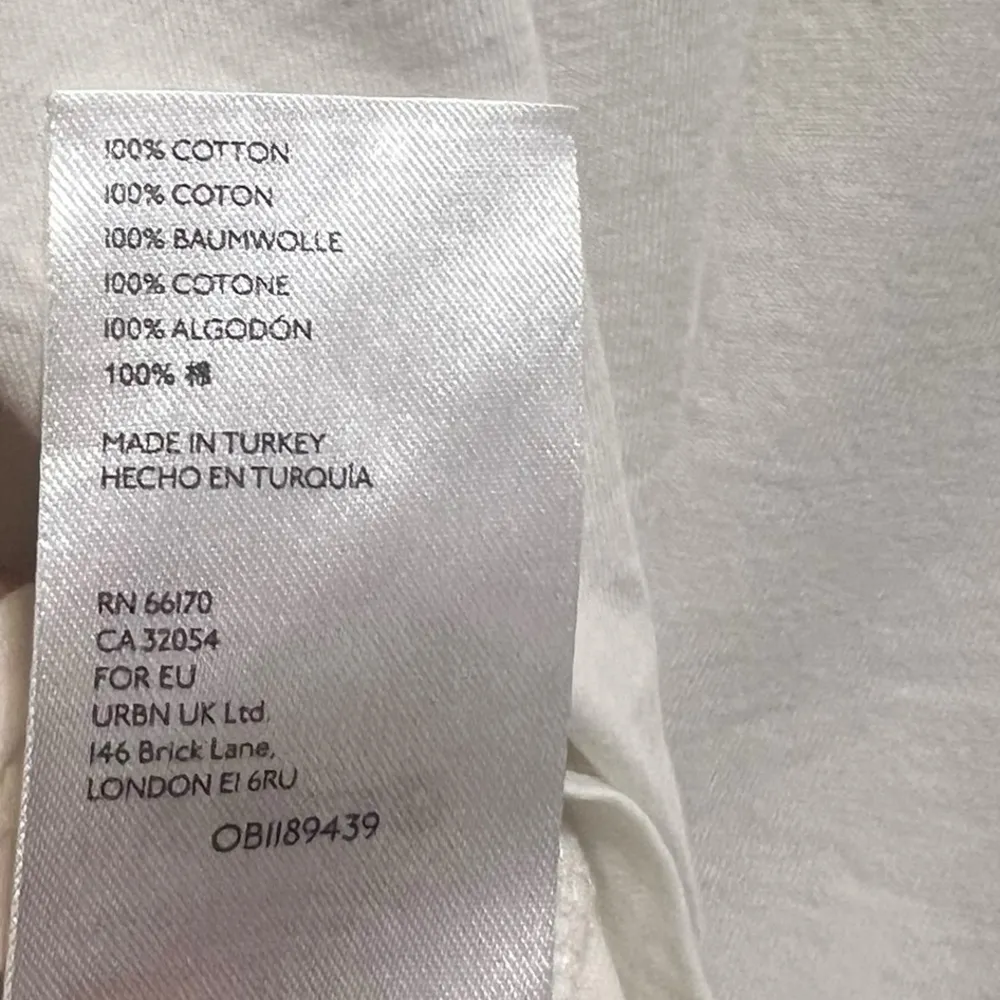 100% COTTON
100% COTON
100% BAUMWOLLE
100% COTONE
100% ALGODÓN
100% 棉
MADE IN TURKEY
HECHO EN TURQUÍA
RN 66170
CA 32054
FOR EU
URBN UK Ltd.
146 Brick Lane,
LONDON E1 6RU
OB1189439